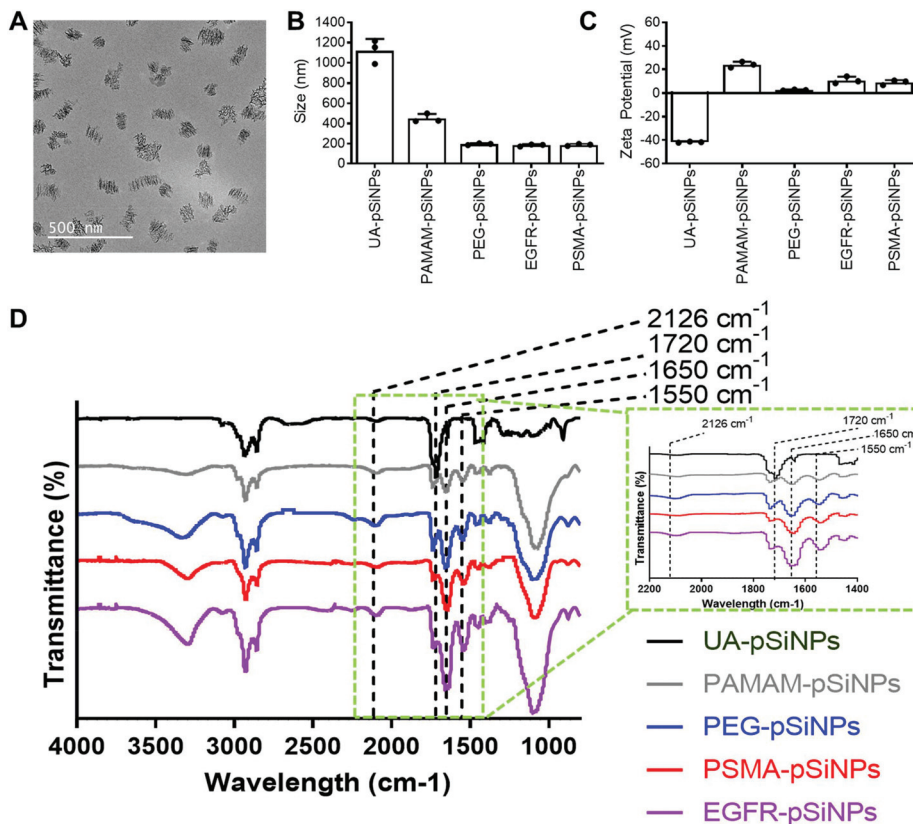 A
500 nm
B
Size
(nm)
1400
1200
1000
800
600
400
200
0
UA-pSiNPs
PAMAM-pSiNPs
PEG-pSiNPs
EGFR-pSiNPs
PSMA-pSiNPs
C
Zeta Potential (mV)
60
40
20
0
-20
-40
-60
UA-pSiNPs
PAMAM-pSiNPs
PEG-pSiNPs
EGFR-pSiNPs
PSMA-pSiNPs
D
2126 cm-1
1720 cm-1
1650 cm-1
1550 cm-1
Transmittance (%)
4000 3500 3000 2500 2000 1500 1000
Wavelength (cm-1)
2126 cm-1
1720 cm-1
1650 cm-1
1550 cm-1
Transmittance (%)
2200 2000 1800 1600 1400
Wavelength (cm-1)
UA-pSiNPs
PAMAM-pSiNPs
PEG-pSiNPs
PSMA-pSiNPs
EGFR-pSiNPs